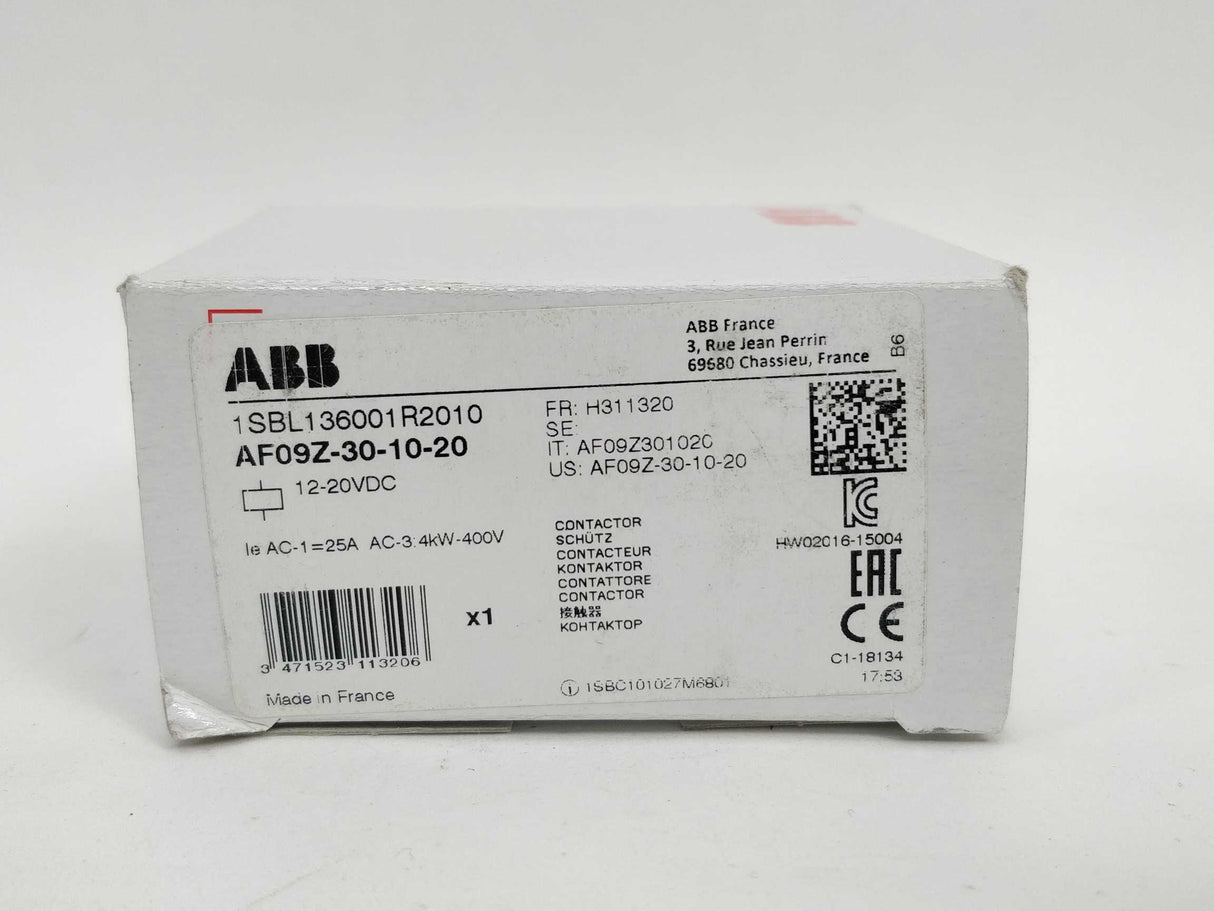 ABB
ABB France
3, Rue Jean Perrin
69680 Chassieu, France
B6
1SBL136001R2010
AF09Z-30-10-20
12-20VDC
Ie AC-1=25A AC-3:4kW-400V
FR: H311320
SE:
IT: AF09Z301020
US: AF09Z-30-10-20
CONTACTOR
SCHÜTZ
CONTACTEUR
KONTAKTOR
CONTATTORE
CONTACTOR
接触器
КОНТАКТОР
HW02016-15004
EAC
CE
C1-18134
17:53
x1
3 471523 113206
Made in France
1SBC101027M6801